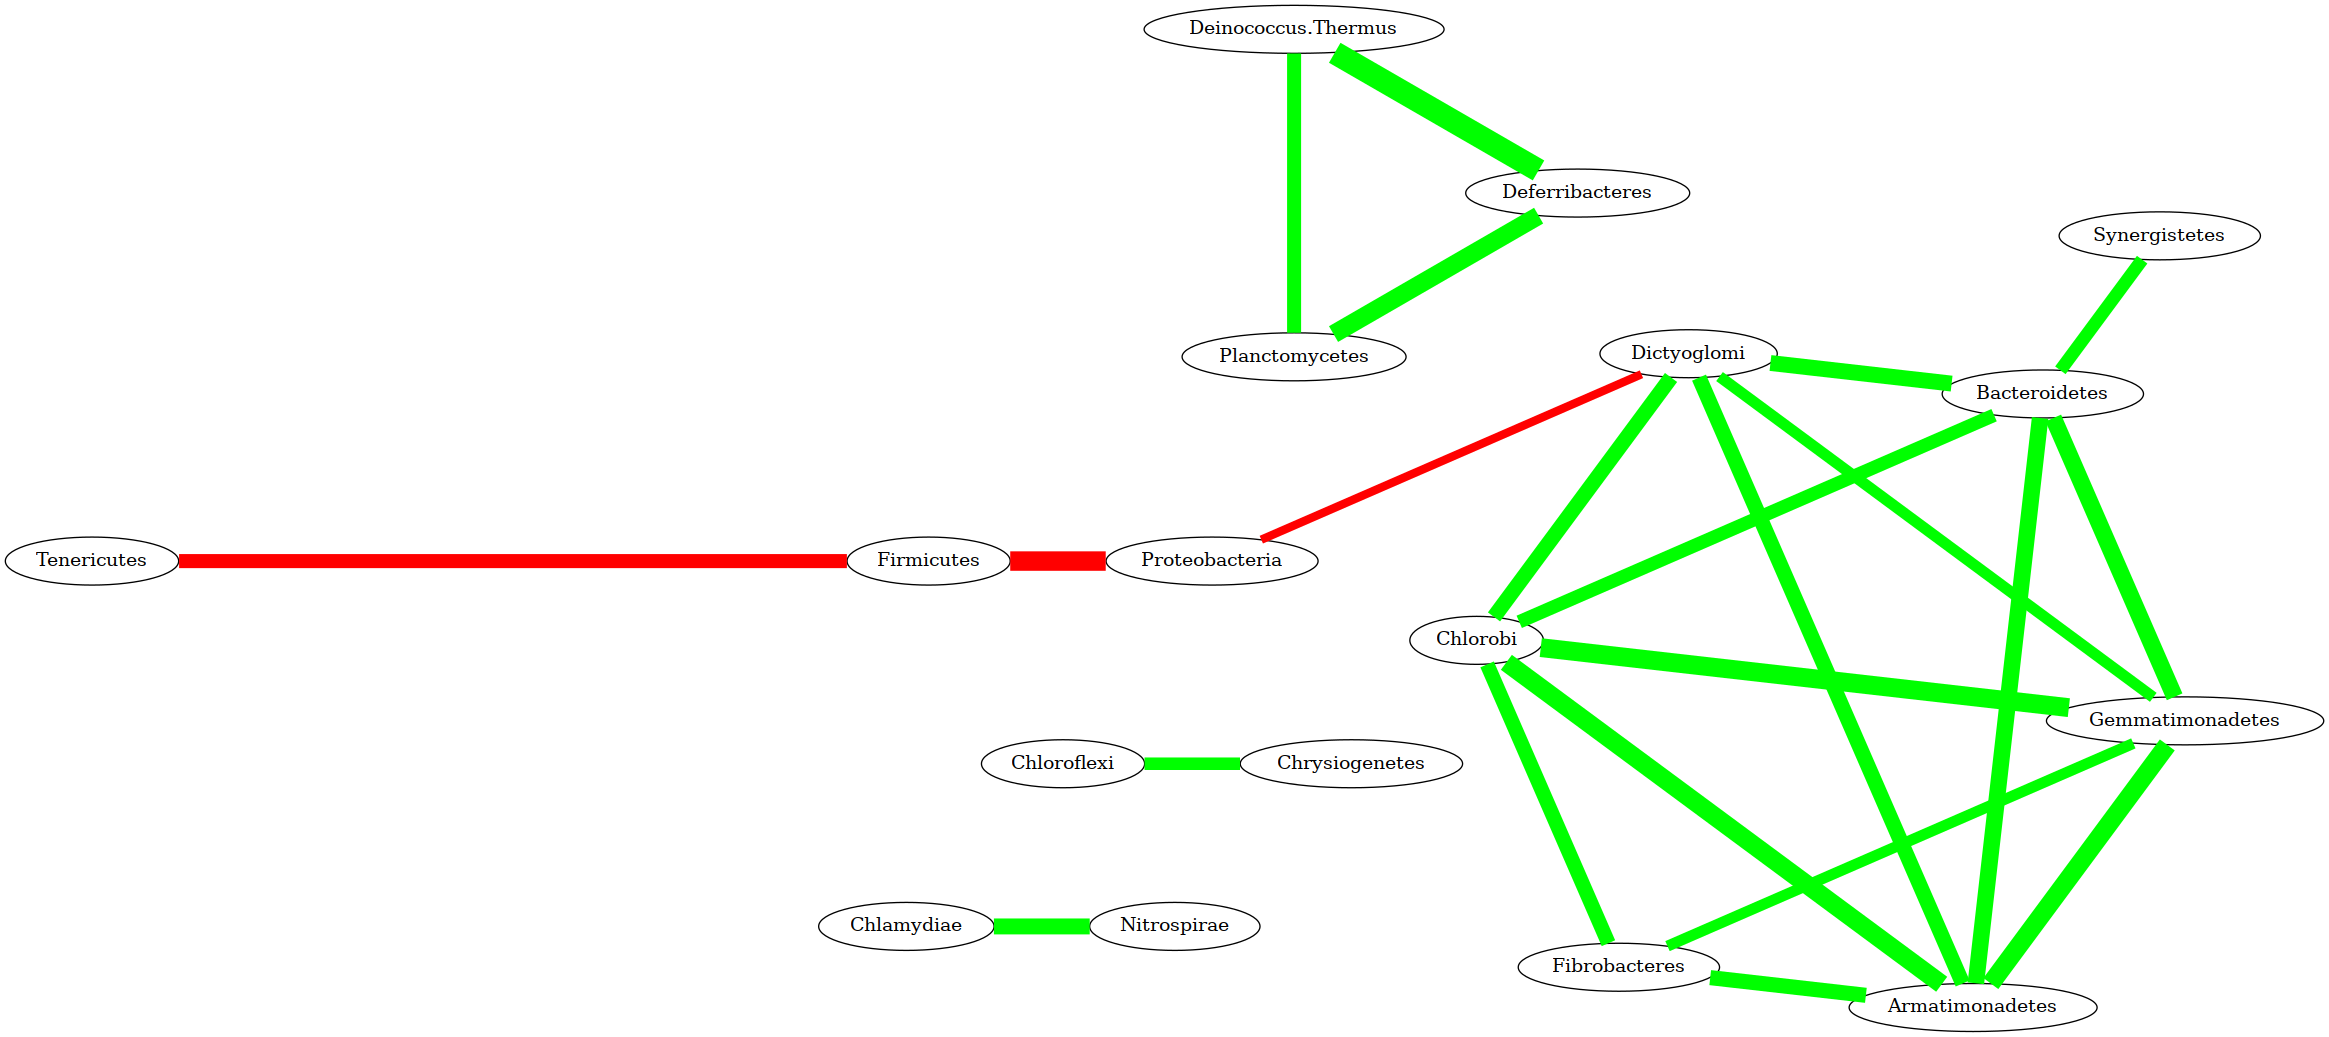 Deinococcus.Thermus
Deferribacteres
Synergistetes
Planctomycetes
Dictyoglomi
Bacteroidetes
Tenericutes
Firmicutes
Proteobacteria
Chlorobi
Gemmatimonadetes
Chloroflexi
Chrysiogenetes
Chlamydiae
Nitrospirae
Fibrobacteres
Armatimonadetes